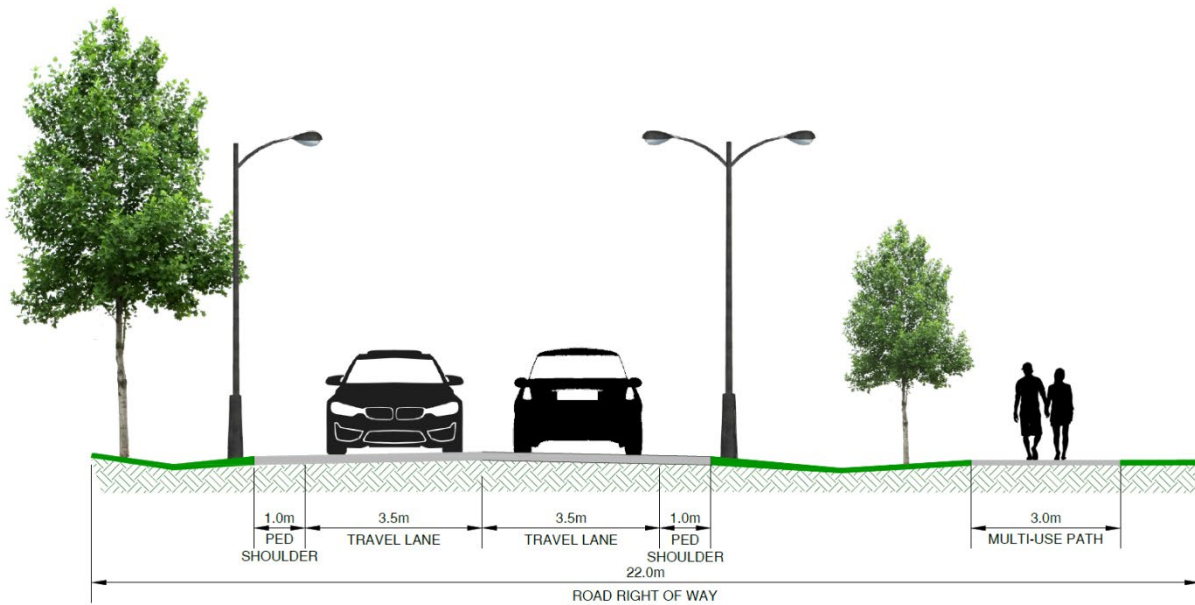 1.0m
PED
SHOULDER
3.5m
TRAVEL LANE
3.5m
TRAVEL LANE
1.0m
PED
SHOULDER
3.0m
MULTI-USE PATH
22.0m
ROAD RIGHT OF WAY